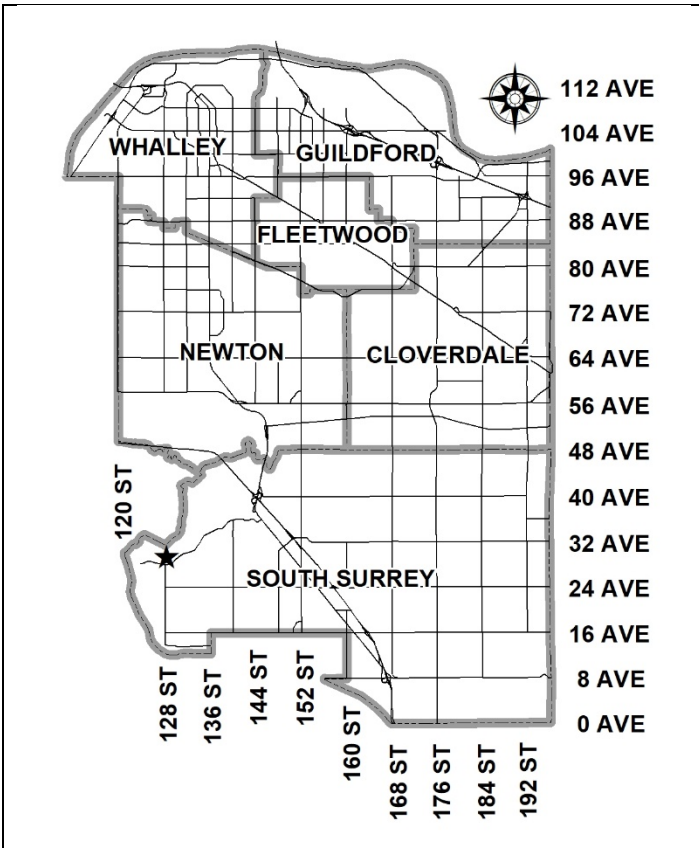 112 AVE
104 AVE
WHALLEY
GUILDFORD
96 AVE
88 AVE
FLEETWOOD
80 AVE
72 AVE
NEWTON
CLOVERDALE
64 AVE
56 AVE
48 AVE
120 ST
40 AVE
32 AVE
SOUTH SURREY
24 AVE
16 AVE
8 AVE
0 AVE
128 ST
136 ST
144 ST
152 ST
160 ST
168 ST
176 ST
184 ST
192 ST